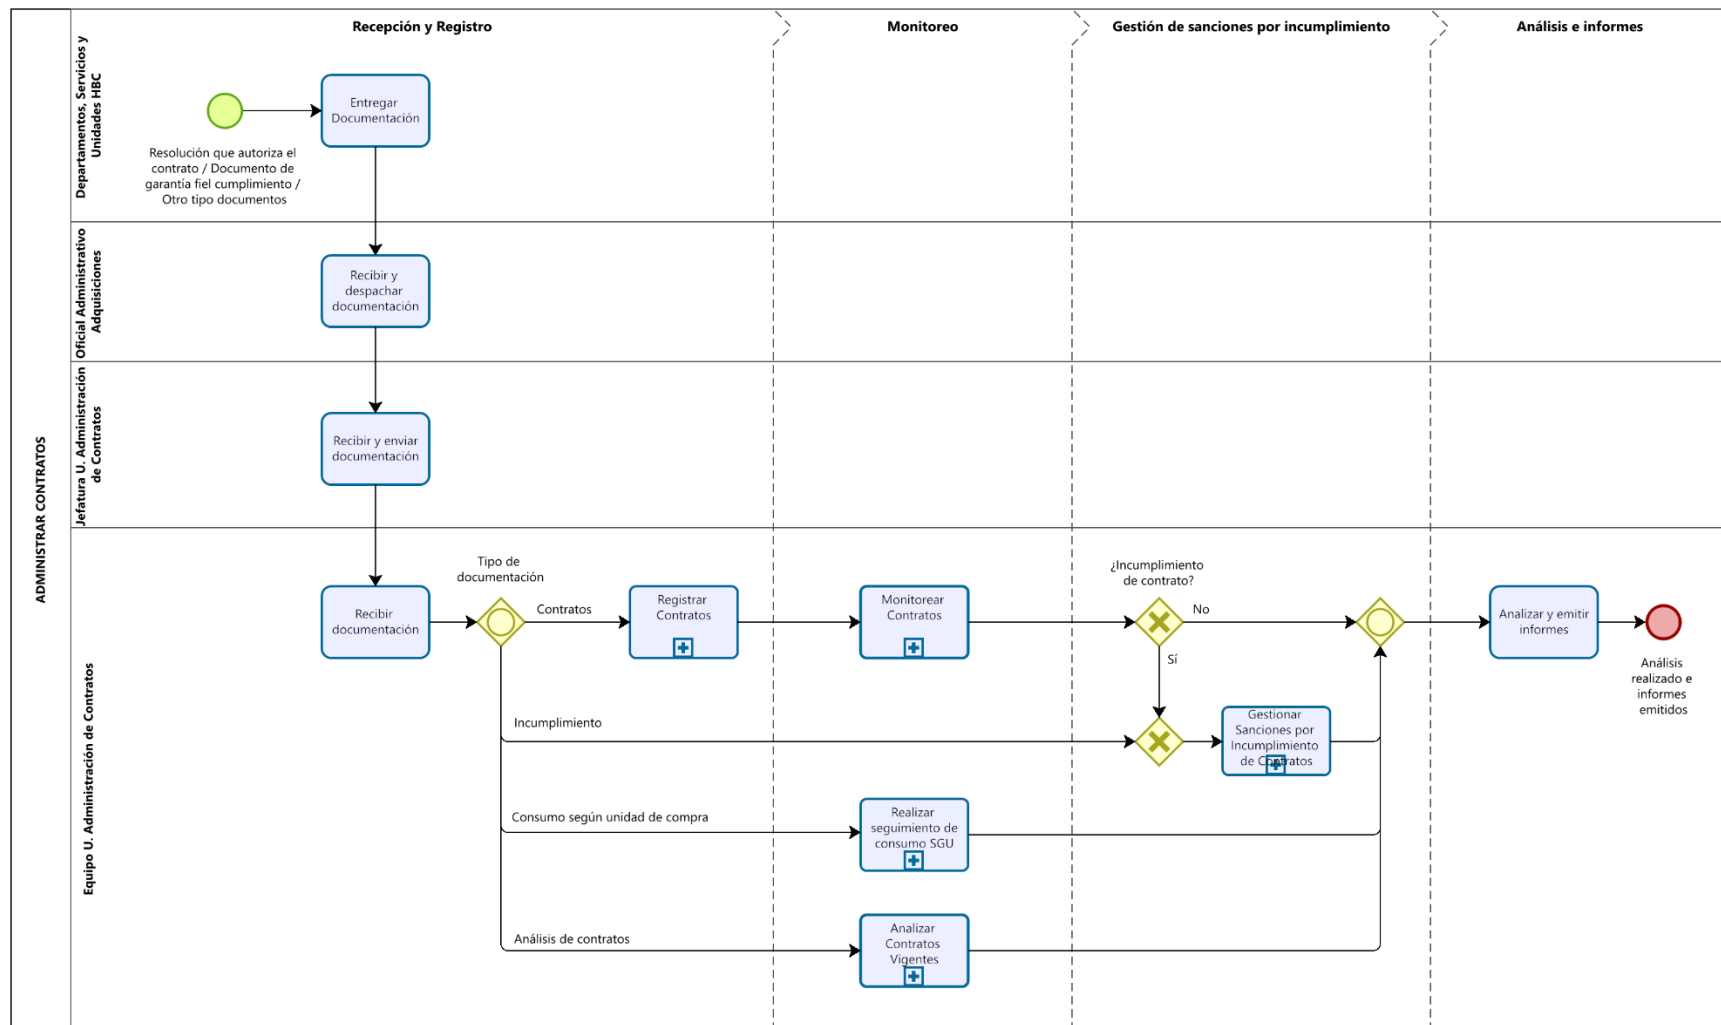 Recepción y Registro
Monitoreo
Gestión de sanciones por incumplimiento
Análisis e informes
ADMINISTRAR CONTRATOS
Departamentos, Servicios y
Unidades HBC
Entregar
Documentación
Resolución que autoriza el
contrato / Documento de
garantía fiel cumplimiento /
Otro tipo documentos
Oficial Administrativo
Adquisiciones
Recibir y
despachar
documentación
Jefatura U. Administración
de Contratos
Recibir y enviar
documentación
Equipo U. Administración de Contratos
Recibir
documentación
Tipo de
documentación
Contratos
Registrar
Contratos
Monitorear
Contratos
¿Incumplimiento
de contrato?
No
Sí
Analizar y emitir
informes
Análisis
realizado e
informes
emitidos
Incumplimiento
Gestionar
Sanciones por
Incumplimiento
de Contratos
Consumo según unidad de compra
Realizar
seguimiento de
consumo SGU
Análisis de contratos
Analizar
Contratos
Vigentes